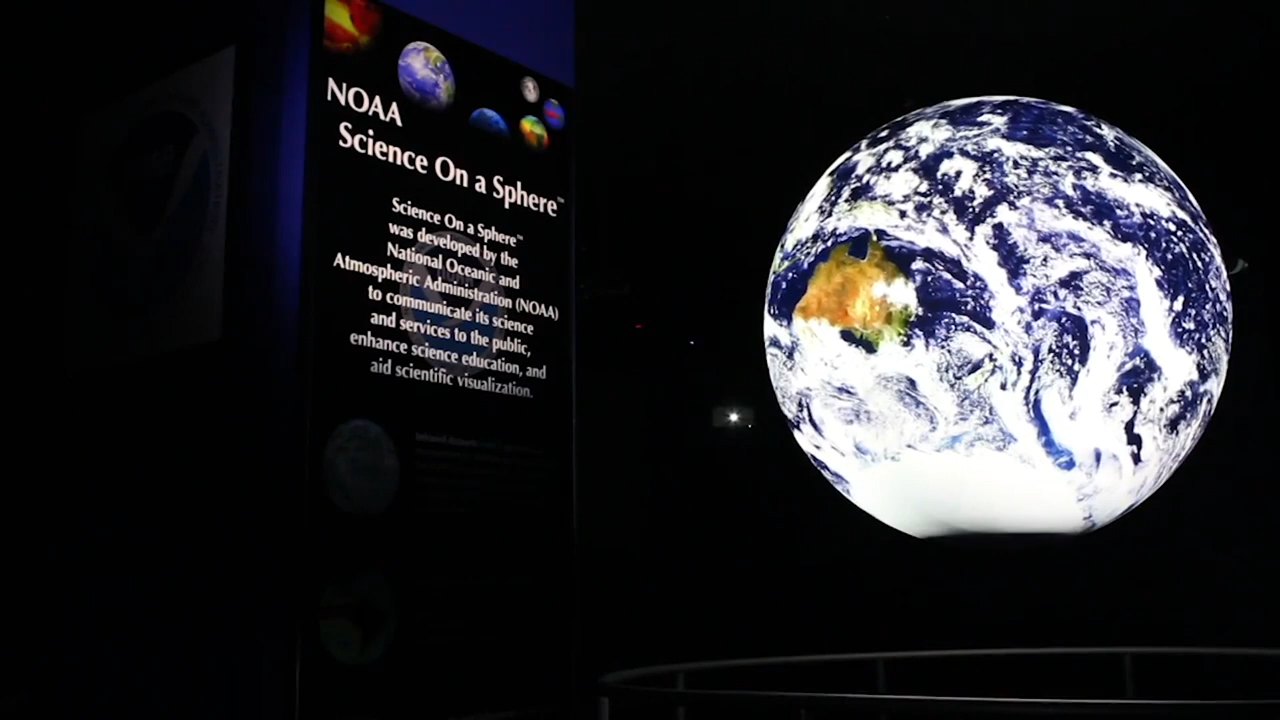 NOAA
Science On a Sphere™
Science On a Sphere™
was developed by the
National Oceanic and
Atmospheric Administration (NOAA)
to communicate its science
and services to the public,
enhance science education, and
aid scientific visualization.